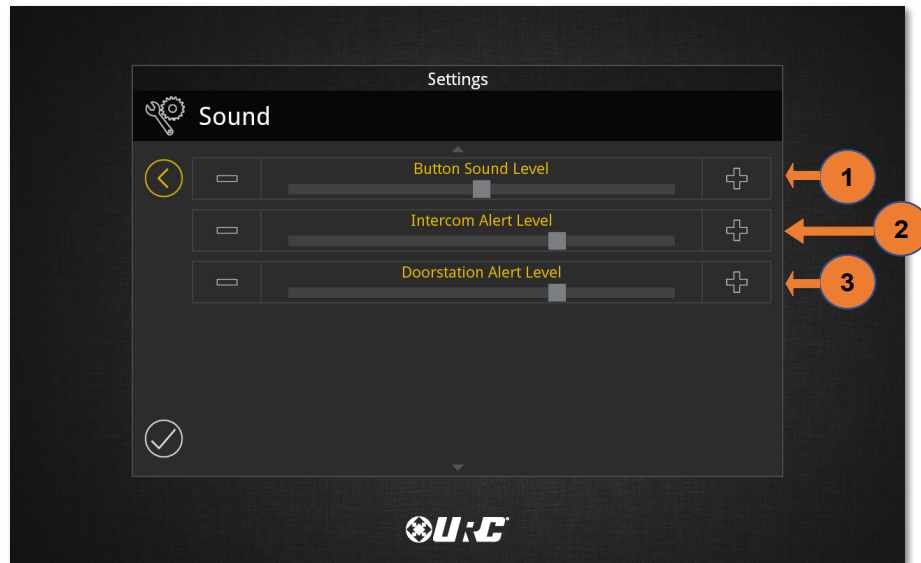 Settings
Sound
Button Sound Level
1
Intercom Alert Level
2
Doorstation Alert Level
3
URC